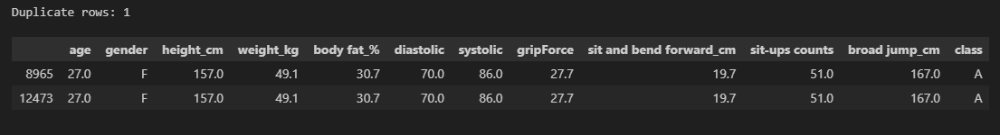 Duplicate rows: 1
age gender height_cm weight_kg body fat_% diastolic systolic gripForce sit and bend forward_cm sit-ups counts broad jump_cm class
8965 27.0 F 157.0 49.1 30.7 70.0 86.0 27.7 19.7 51.0 167.0 A
12473 27.0 F 157.0 49.1 30.7 70.0 86.0 27.7 19.7 51.0 167.0 A